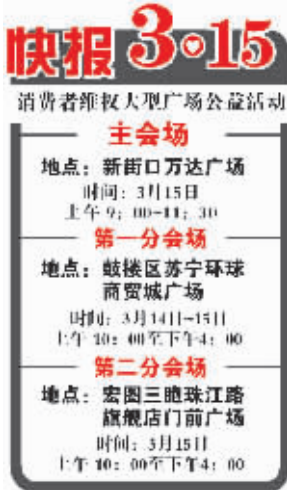 快报 3·15
消费者维权大型广场公益活动
主会场
地点：新街口万达广场
时间：3月15日
上午 9：00-11：30
第一分会场
地点：鼓楼区苏宁环球
商贸城广场
时间：3月14日-15日
上午 10：00至下午4：00
第二分会场
地点：宏图三胞珠江路
旗舰店门前广场
时间：3月15日
上午 10：00至下午4：00